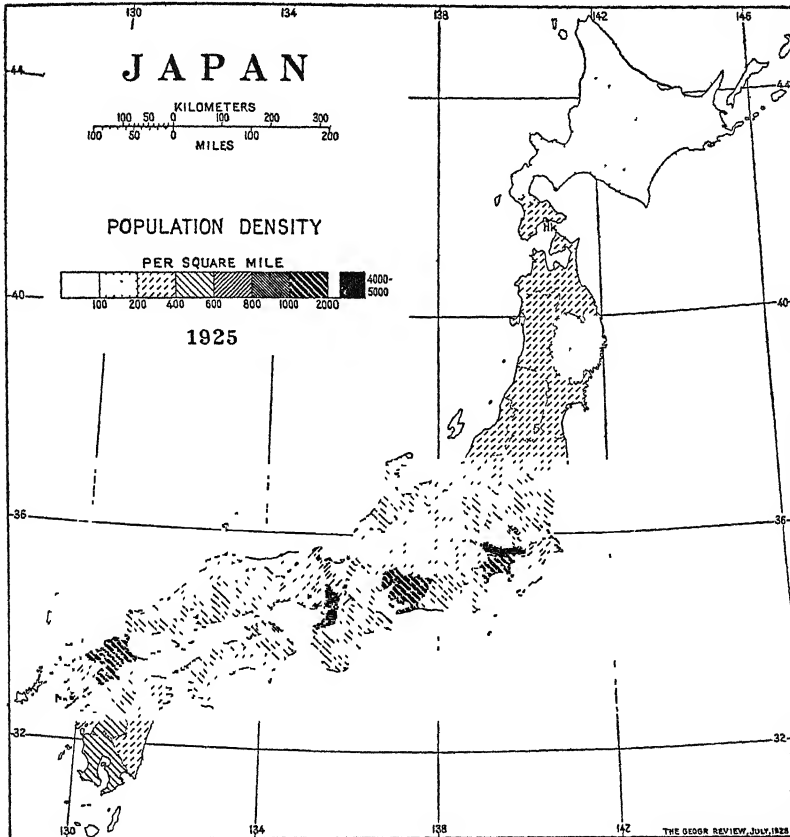 130 134 138 142 146
JAPAN
44 44
KILOMETERS
100 50 0 100 200 300
100 50 0 100 200
MILES
POPULATION DENSITY
PER SQUARE MILE
4000-
5000
100 200 400 600 800 1000 2000
40 40
1925
36 36
32 32
130 134 138 142
THE GEOGR REVIEW, JULY,